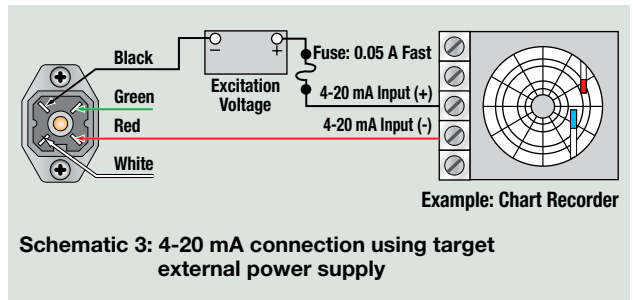 Black
Green
Red
White
− +
Excitation
Voltage
Fuse: 0.05 A Fast
4-20 mA Input (+)
4-20 mA Input (-)
Example: Chart Recorder
Schematic 3: 4-20 mA connection using target
external power supply